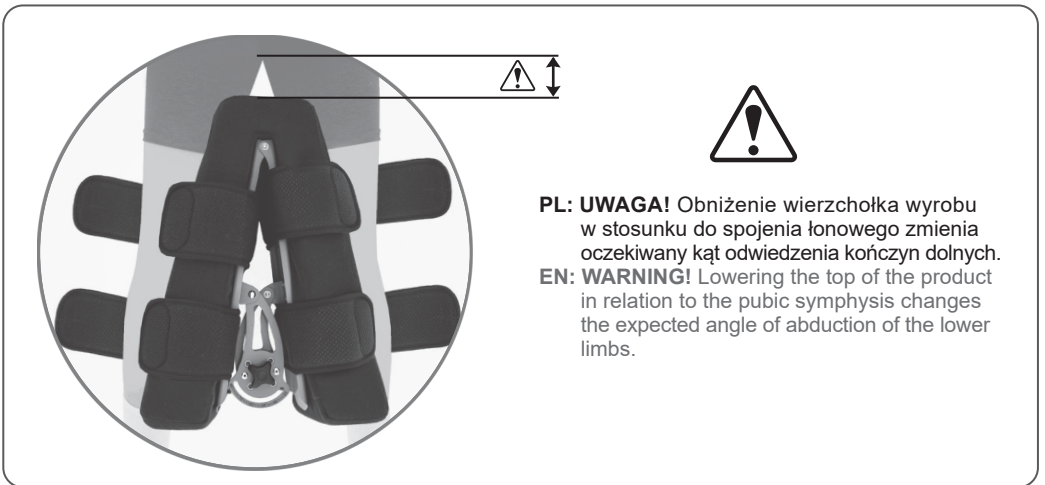 PL: UWAGA! Obniżenie wierzchołka wyrobu
w stosunku do spojenia łonowego zmienia
oczekiwany kąt odwiedzenia kończyn dolnych.
EN: WARNING! Lowering the top of the product
in relation to the pubic symphysis changes
the expected angle of abduction of the lower
limbs.